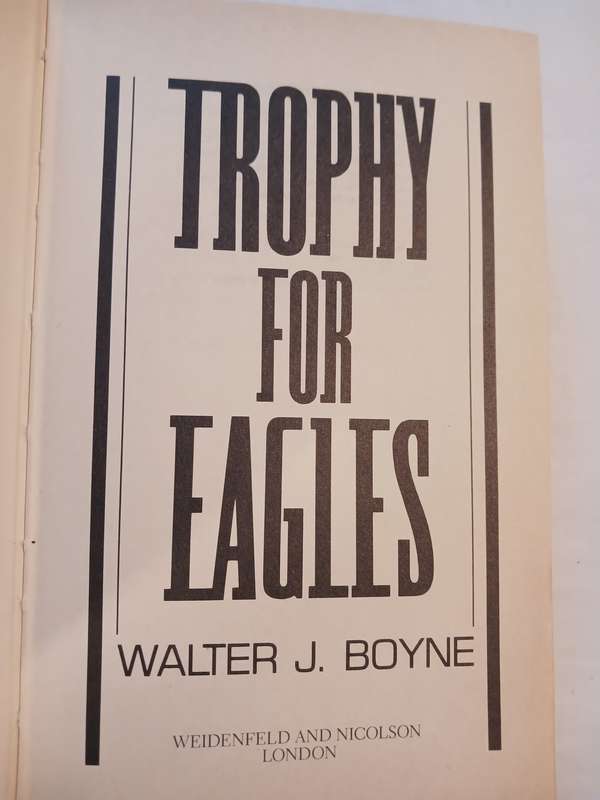 TROPHY
FOR
EAGLES
WALTER J. BOYNE
WEIDENFELD AND NICOLSON
LONDON